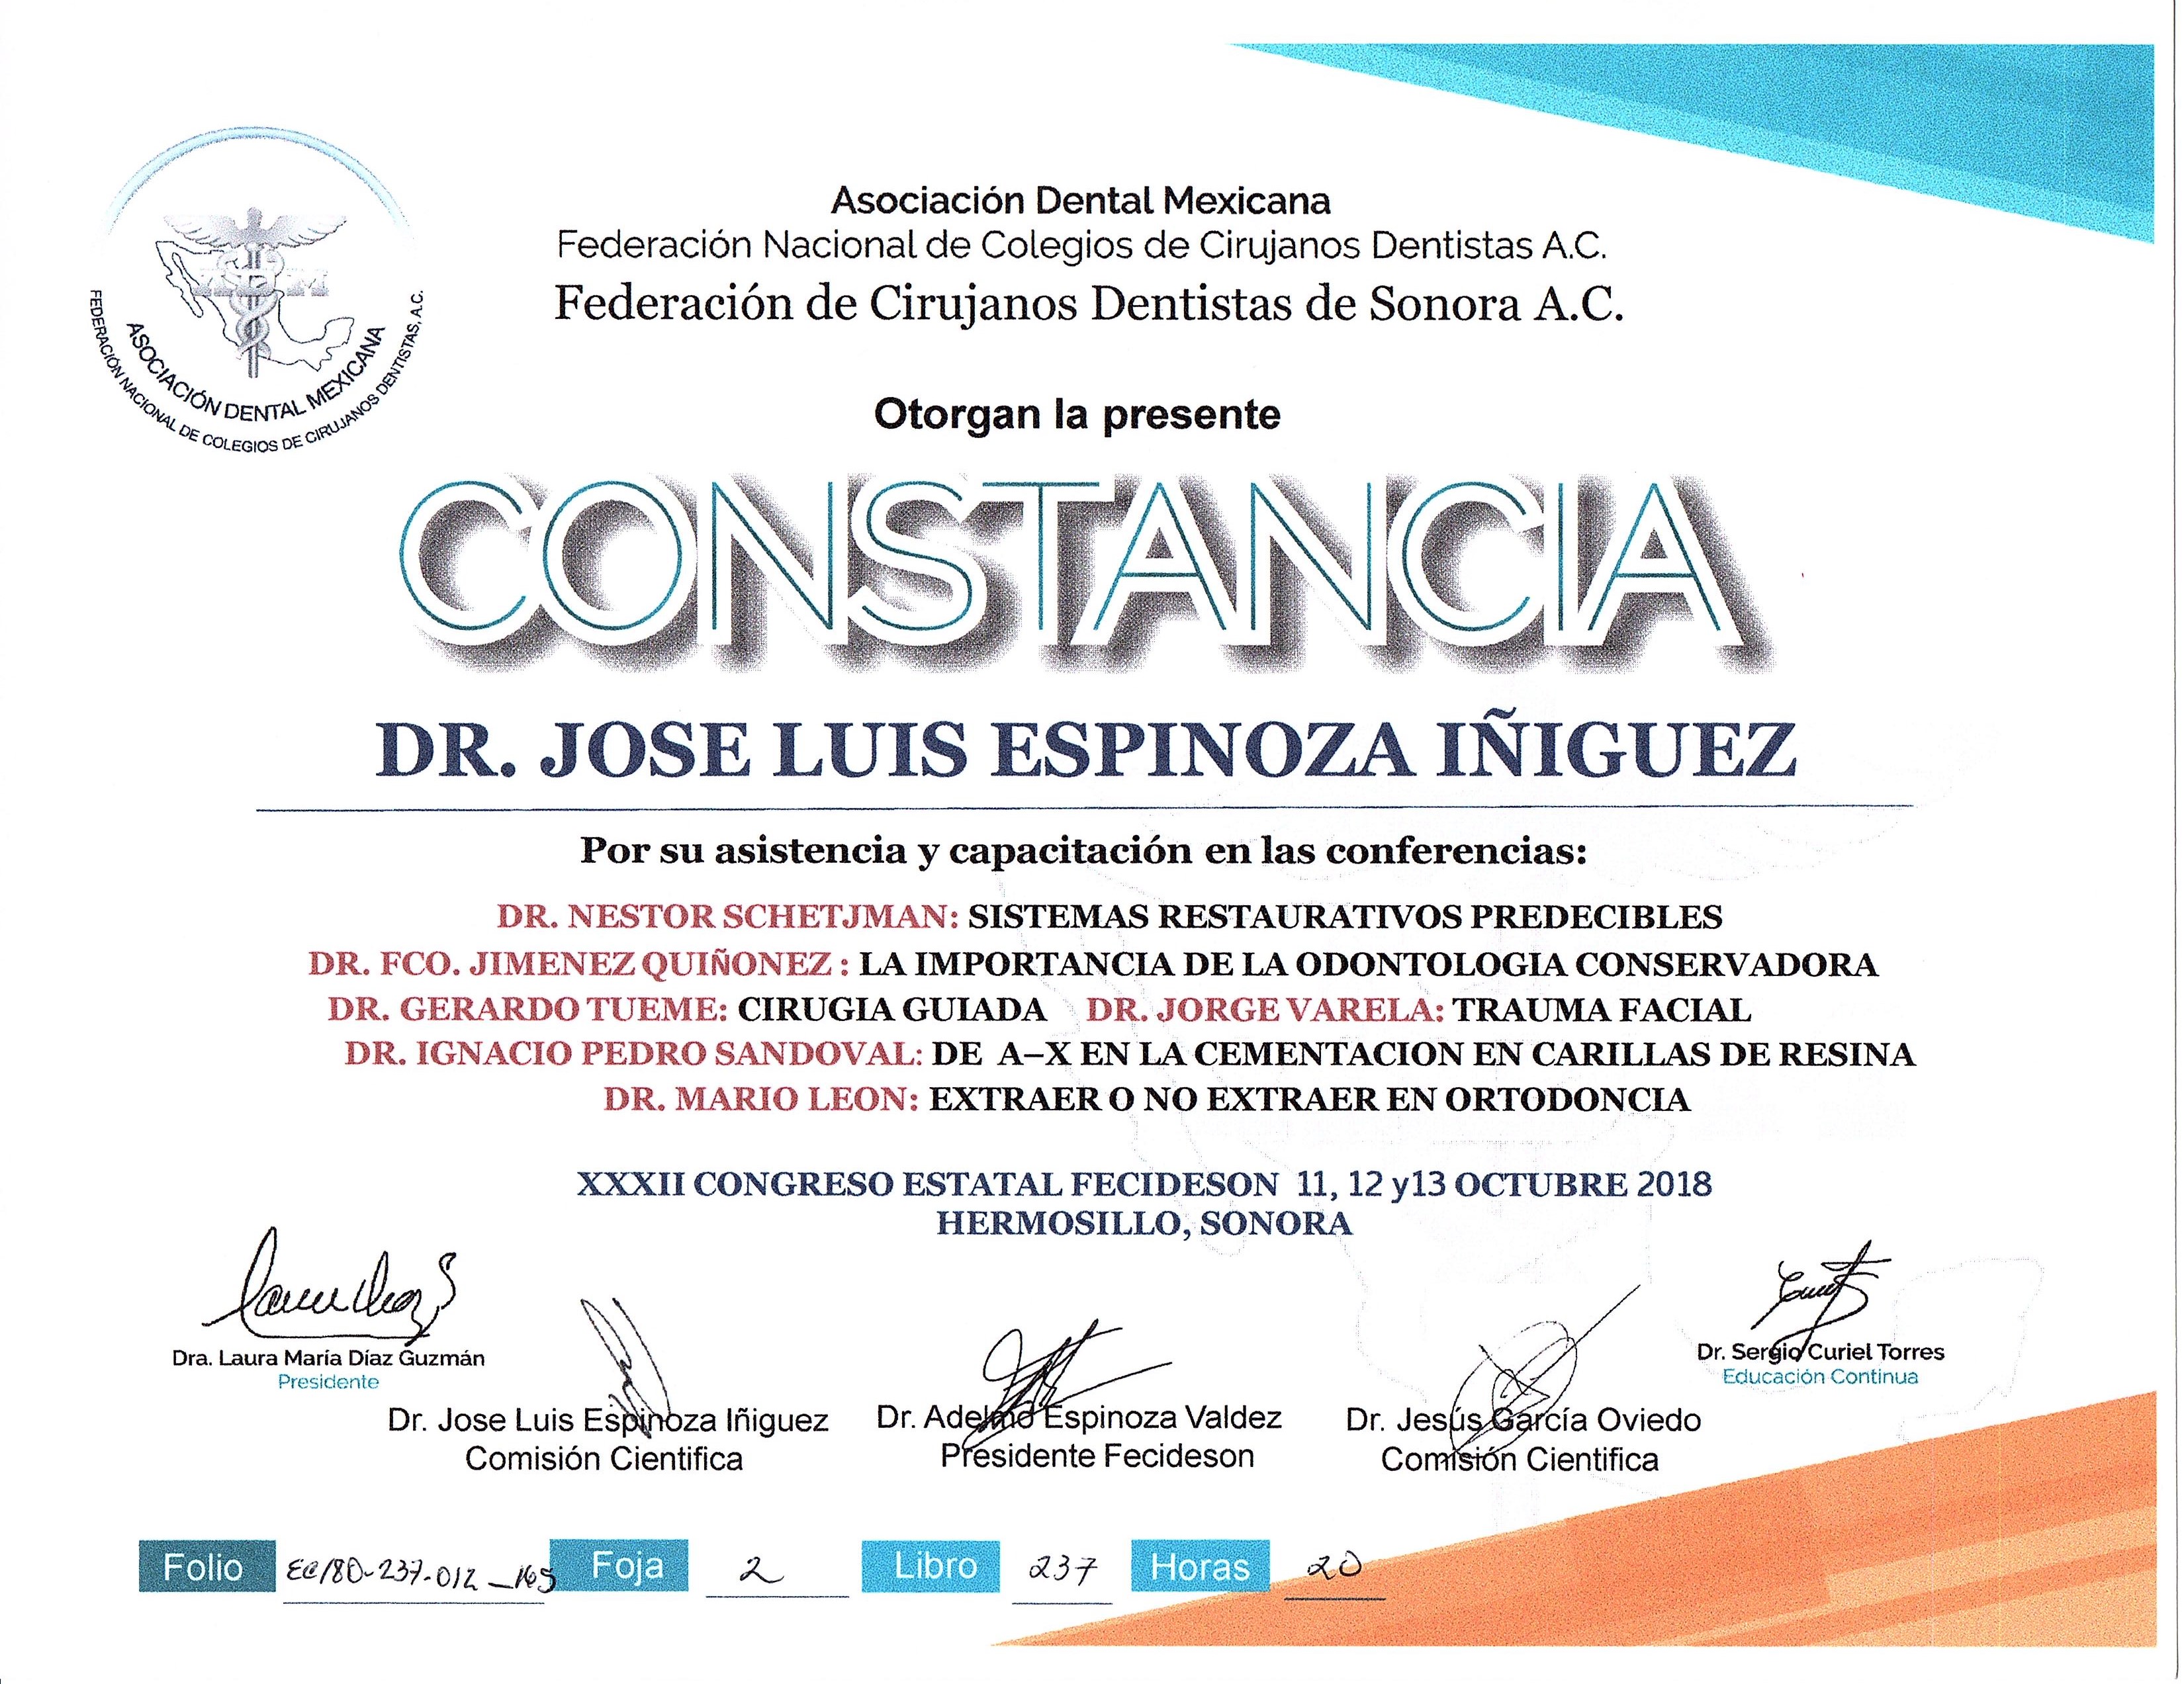 Asociación Dental Mexicana
Federación Nacional de Colegios de Cirujanos Dentistas A.C.
Federación de Cirujanos Dentistas de Sonora A.C.
ADM
ASOCIACIÓN DENTAL MEXICANA
FEDERACIÓN NACIONAL DE COLEGIOS DE CIRUJANOS DENTISTAS, A.C.
Otorgan la presente
CONSTANCIA
DR. JOSE LUIS ESPINOZA IÑIGUEZ
Por su asistencia y capacitación en las conferencias:
DR. NESTOR SCHETJMAN: SISTEMAS RESTAURATIVOS PREDECIBLES
DR. FCO. JIMENEZ QUIÑONEZ : LA IMPORTANCIA DE LA ODONTOLOGIA CONSERVADORA
DR. GERARDO TUEME: CIRUGIA GUIADA DR. JORGE VARELA: TRAUMA FACIAL
DR. IGNACIO PEDRO SANDOVAL: DE A–X EN LA CEMENTACION EN CARILLAS DE RESINA
DR. MARIO LEON: EXTRAER O NO EXTRAER EN ORTODONCIA
XXXII CONGRESO ESTATAL FECIDESON 11, 12 y13 OCTUBRE 2018
HERMOSILLO, SONORA
Dra. Laura María Díaz Guzmán
Presidente
Dr. Sergio Curiel Torres
Educación Continua
Dr. Jose Luis Espinoza Iñiguez Dr. Adelmo Espinoza Valdez Dr. Jesús García Oviedo
Comisión Cientifica Presidente Fecideson Comisión Cientifica
Folio Foja 2 Libro 237 Horas 20